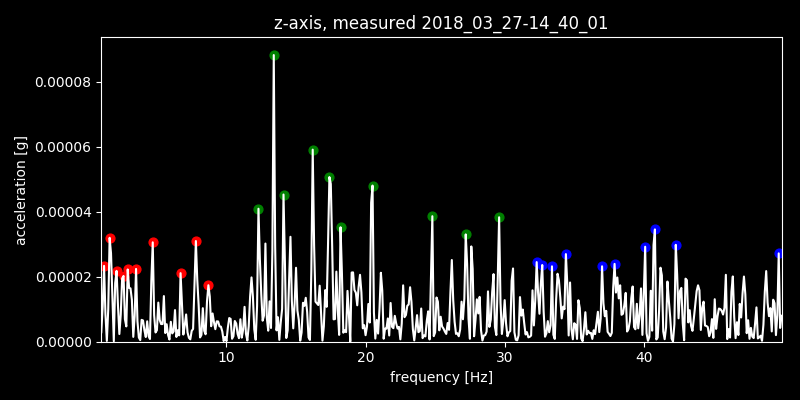 z-axis, measured 2018_03_27-14_40_01
acceleration [g]
0.00008
0.00006
0.00004
0.00002
0.00000
10 20 30 40
frequency [Hz]